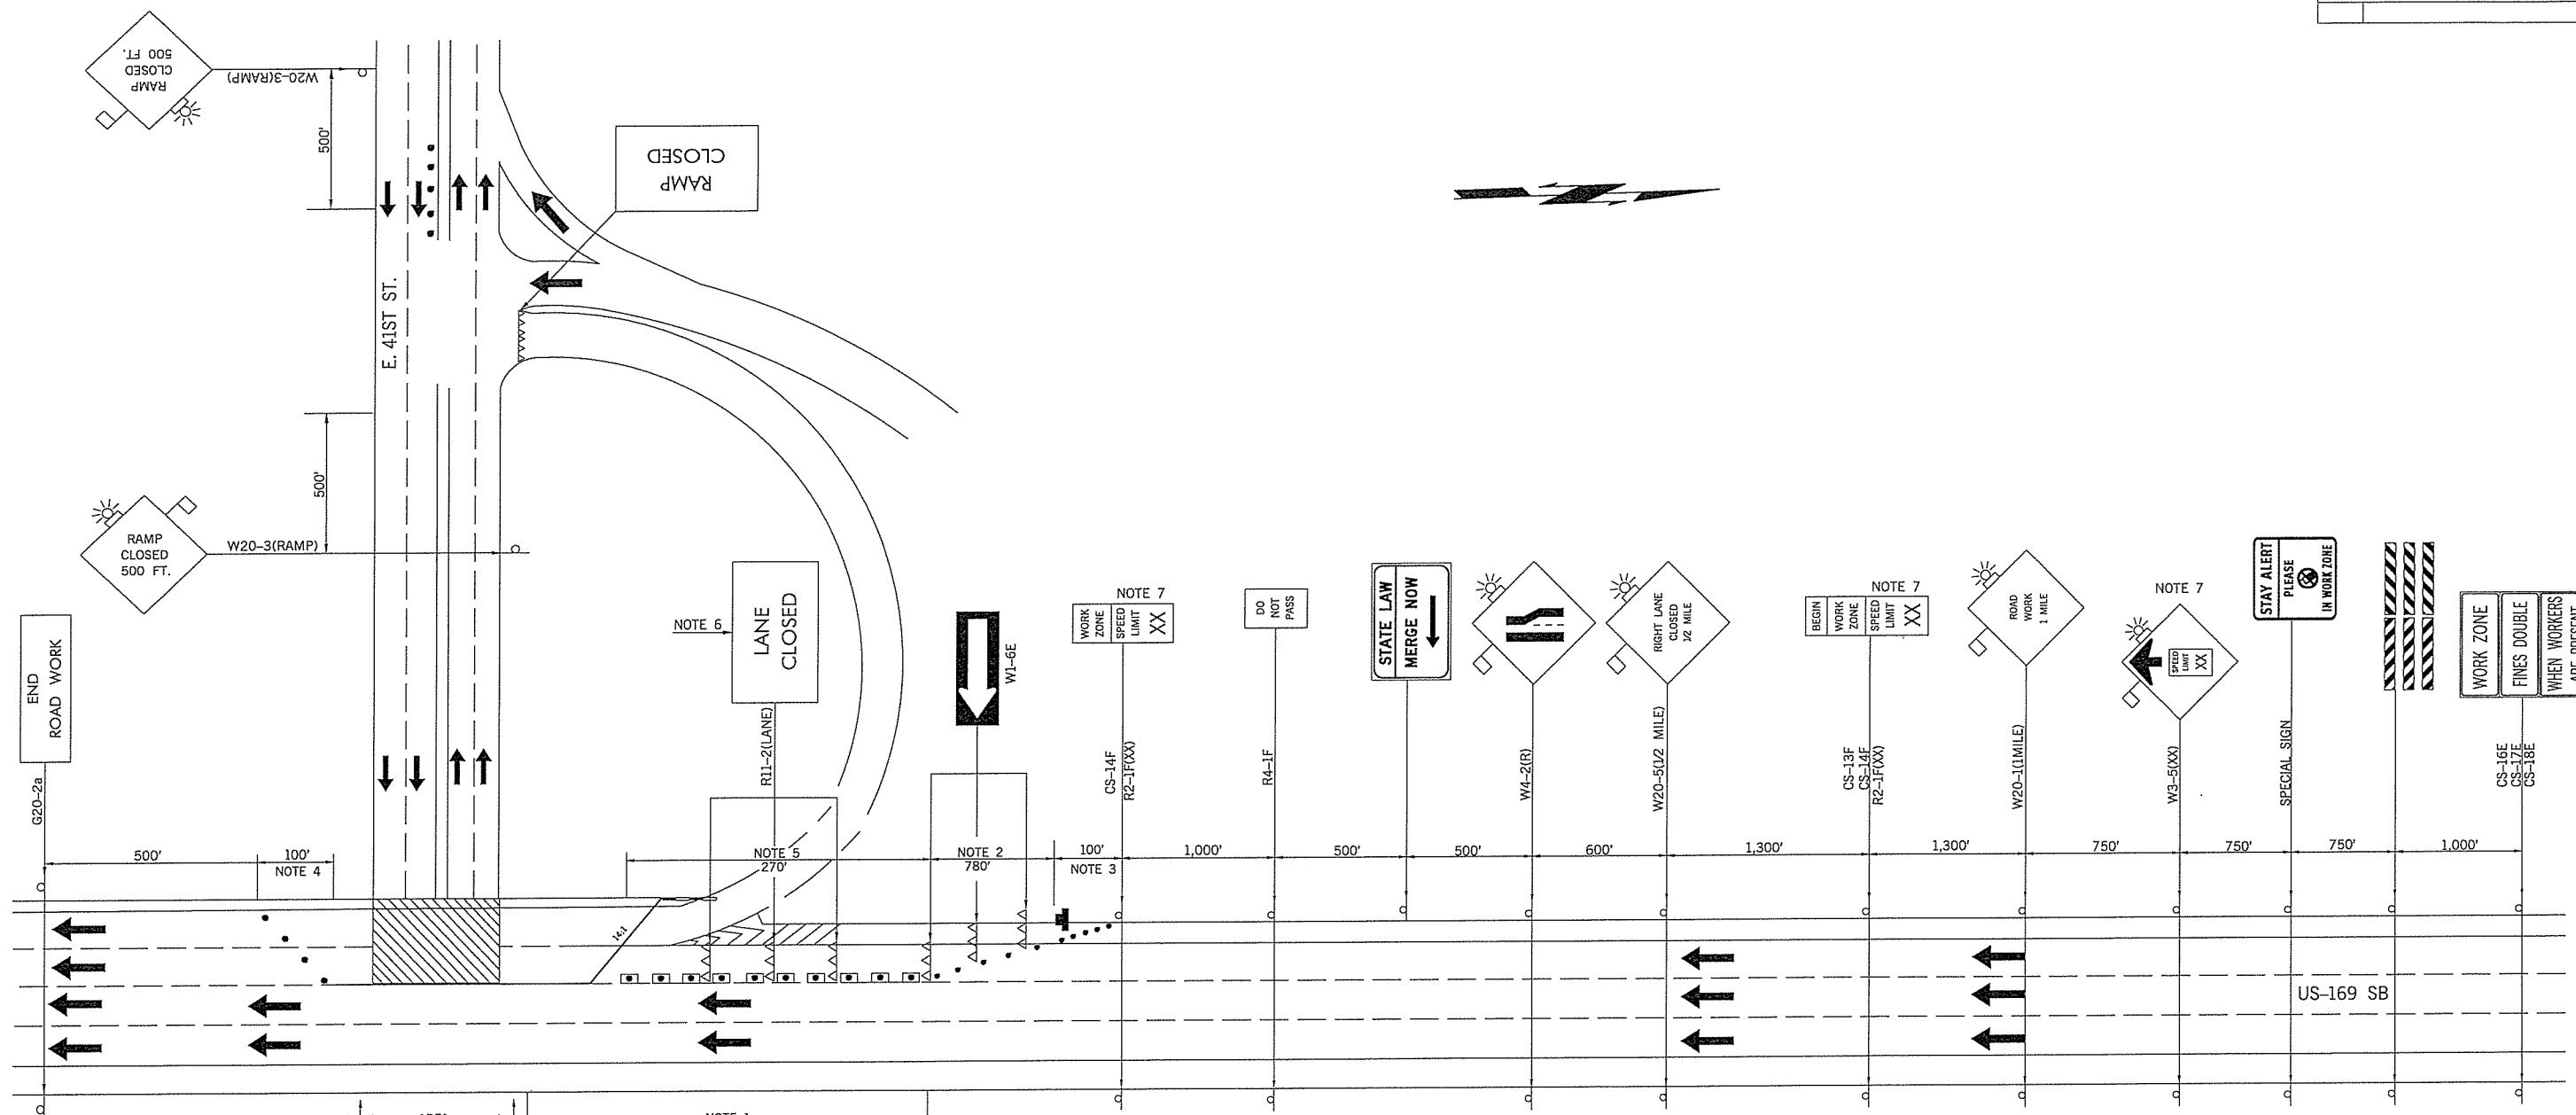 RAMP
CLOSED
500 FT.
W20-3(RAMP)
500'
RAMP
CLOSED
E. 41ST ST.
500'
RAMP
CLOSED
500 FT.
W20-3(RAMP)
END
ROAD WORK
G20-2a
NOTE 6
LANE
CLOSED
R11-2(LANE)
W1-6E
NOTE 7
WORK
ZONE
SPEED
LIMIT
XX
CS-14F
R2-1F(XX)
DO
NOT
PASS
R4-1F
STATE LAW
MERGE NOW
W4-2(R)
RIGHT LANE
CLOSED
1/2 MILE
W20-5(1/2 MILE)
NOTE 7
BEGIN
WORK
ZONE
SPEED
LIMIT
XX
CS-13F
CS-14F
R2-1F(XX)
ROAD
WORK
1 MILE
W20-1(1MILE)
NOTE 7
SPEED
LIMIT
XX
W3-5(XX)
STAY ALERT
PLEASE
IN WORK ZONE
SPECIAL SIGN
WORK ZONE
FINES DOUBLE
WHEN WORKERS
ARE PRESENT
CS-16E
CS-17E
CS-18E
500'
100'
NOTE 4
NOTE 5
270'
NOTE 2
780'
100'
NOTE 3
1,000'
500'
500'
600'
1,300'
1,300'
750'
750'
750'
1,000'
14:1
US-169 SB
NOTE 1